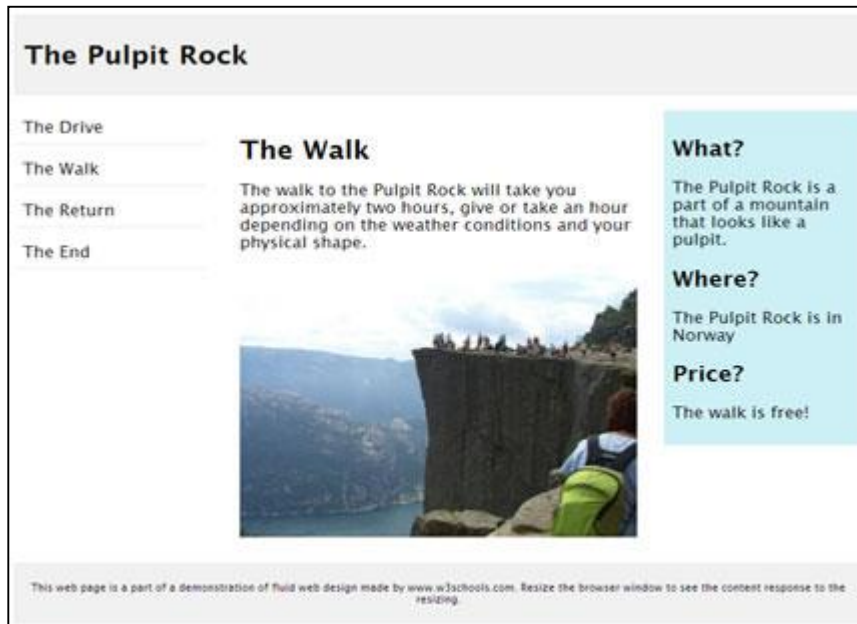 The Pulpit Rock
The Drive
The Walk
The Return
The End
The Walk
The walk to the Pulpit Rock will take you
approximately two hours, give or take an hour
depending on the weather conditions and your
physical shape.
What?
The Pulpit Rock is a
part of a mountain
that looks like a
pulpit.
Where?
The Pulpit Rock is in
Norway
Price?
The walk is free!
This web page is a part of a demonstration of fluid web design made by www.w3schools.com. Resize the browser window to see the content response to the
resizing.